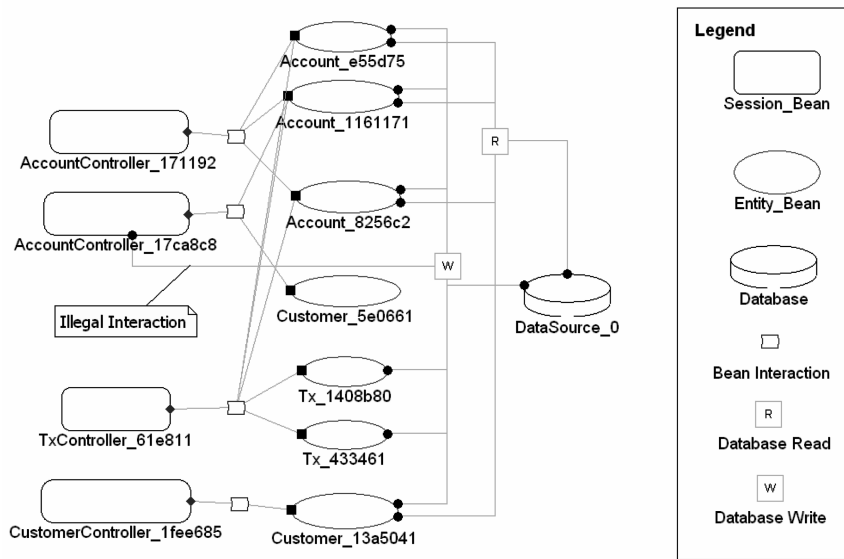 Account_e55d75
Account_1161171
AccountController_171192
R
Account_8256c2
AccountController_17ca8c8
W
Illegal Interaction
Customer_5e0661
DataSource_0
Tx_1408b80
TxController_61e811
Tx_433461
CustomerController_1fee685
Customer_13a5041
Legend
Session_Bean
Entity_Bean
Database
Bean Interaction
R
Database Read
W
Database Write